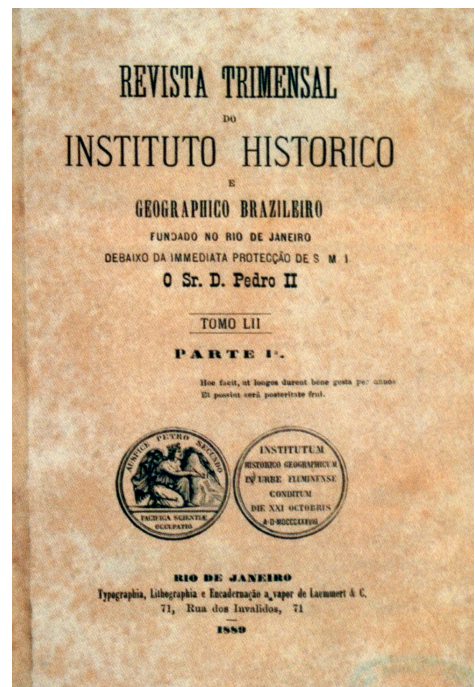 REVISTA TRIMENSAL
DO
INSTITUTO HISTORICO
E
GEOGRAPHICO BRAZILEIRO
FUNDADO NO RIO DE JANEIRO
DEBAIXO DA IMMEDIATA PROTECÇÃO DE S M I
O Sr. D. Pedro II
TOMO LII
PARTE Iª.
Hoc facit, ut longos durent bene gesta per annos
Et possint serâ posteritate frui.
AUSPICE PETRO SECUNDO
PACIFICA SCIENTIÆ
OCCUPATIO
INSTITUTUM
HISTORICO GEOGRAPHICUM
IN URBE FLUMINENSE
CONDITUM
DIE XXI OCTOBRIS
A·D·MDCCCXXXVIII
RIO DE JANEIRO
Typographia, Lithographia e Encadernação a vapor de Laemmert & C.
71, Rua dos Invalidos, 71
1889